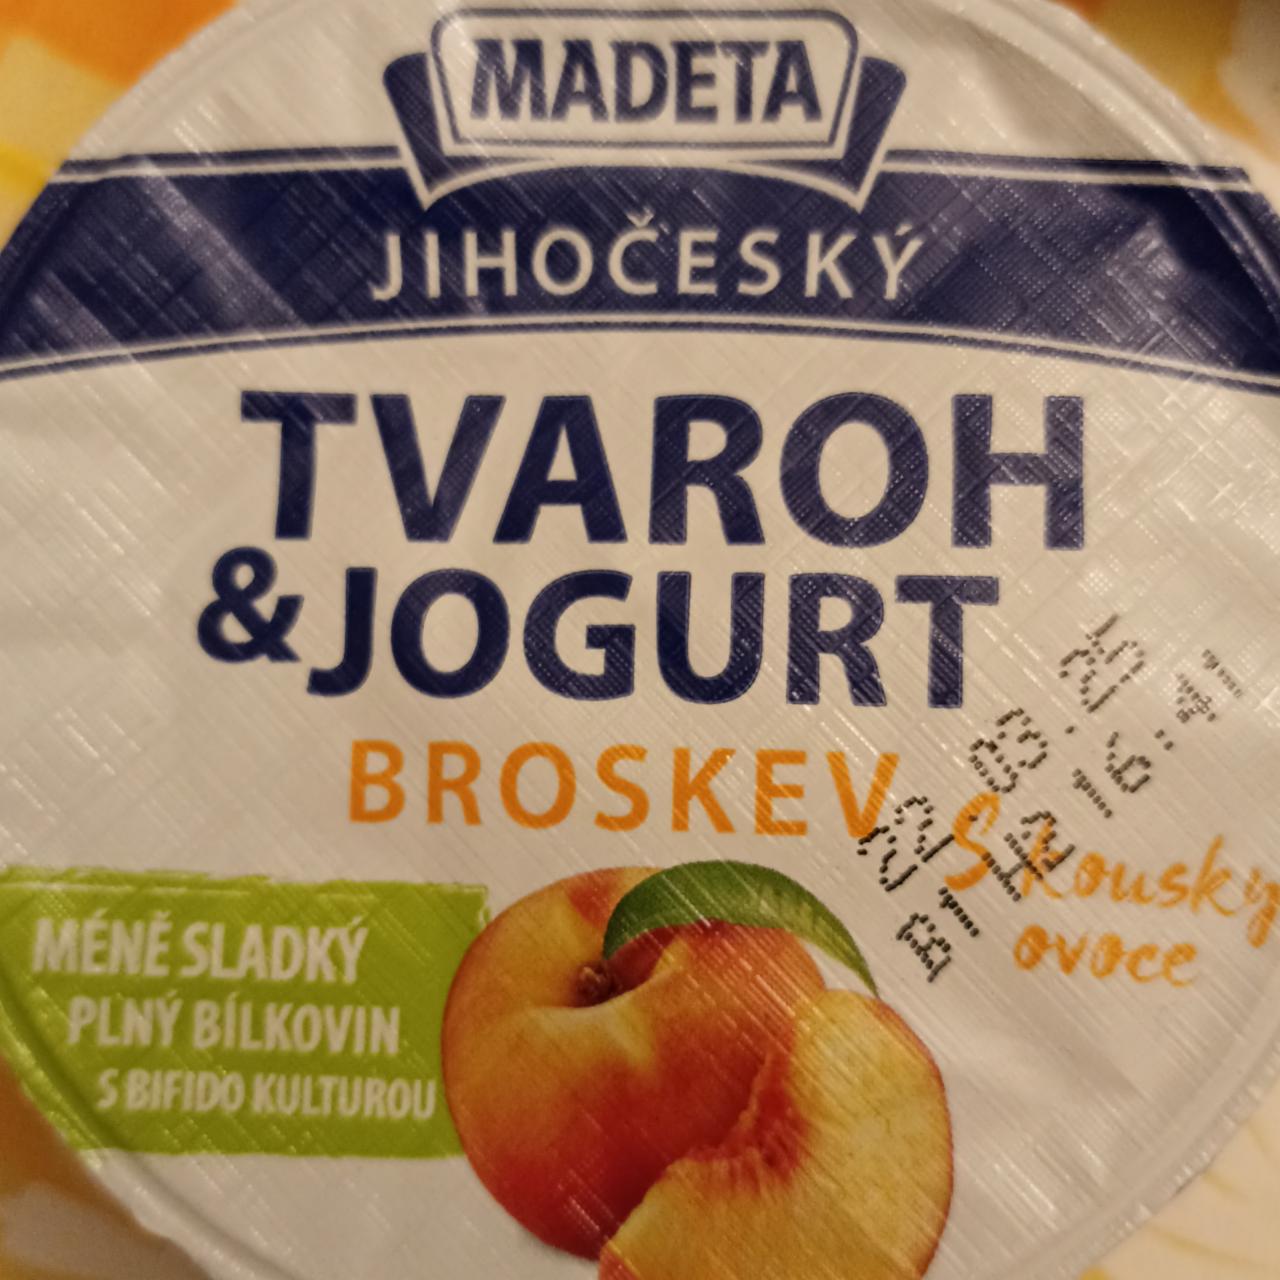 MADETA
JIHOČESKÝ
TVAROH
& JOGURT
BROSKEV
S kousky
ovoce
MÉNĚ SLADKÝ
PLNÝ BÍLKOVIN
S BIFIDO KULTUROU